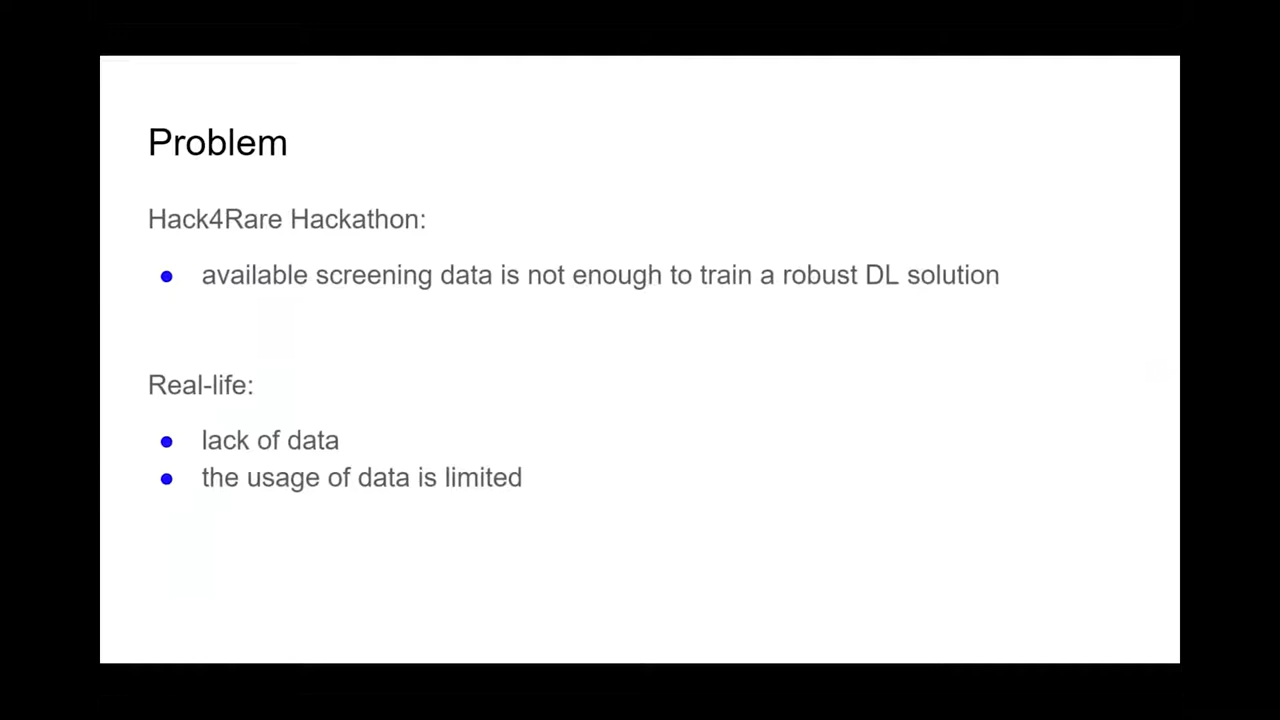 Problem
Hack4Rare Hackathon:
● available screening data is not enough to train a robust DL solution
Real-life:
● lack of data
● the usage of data is limited